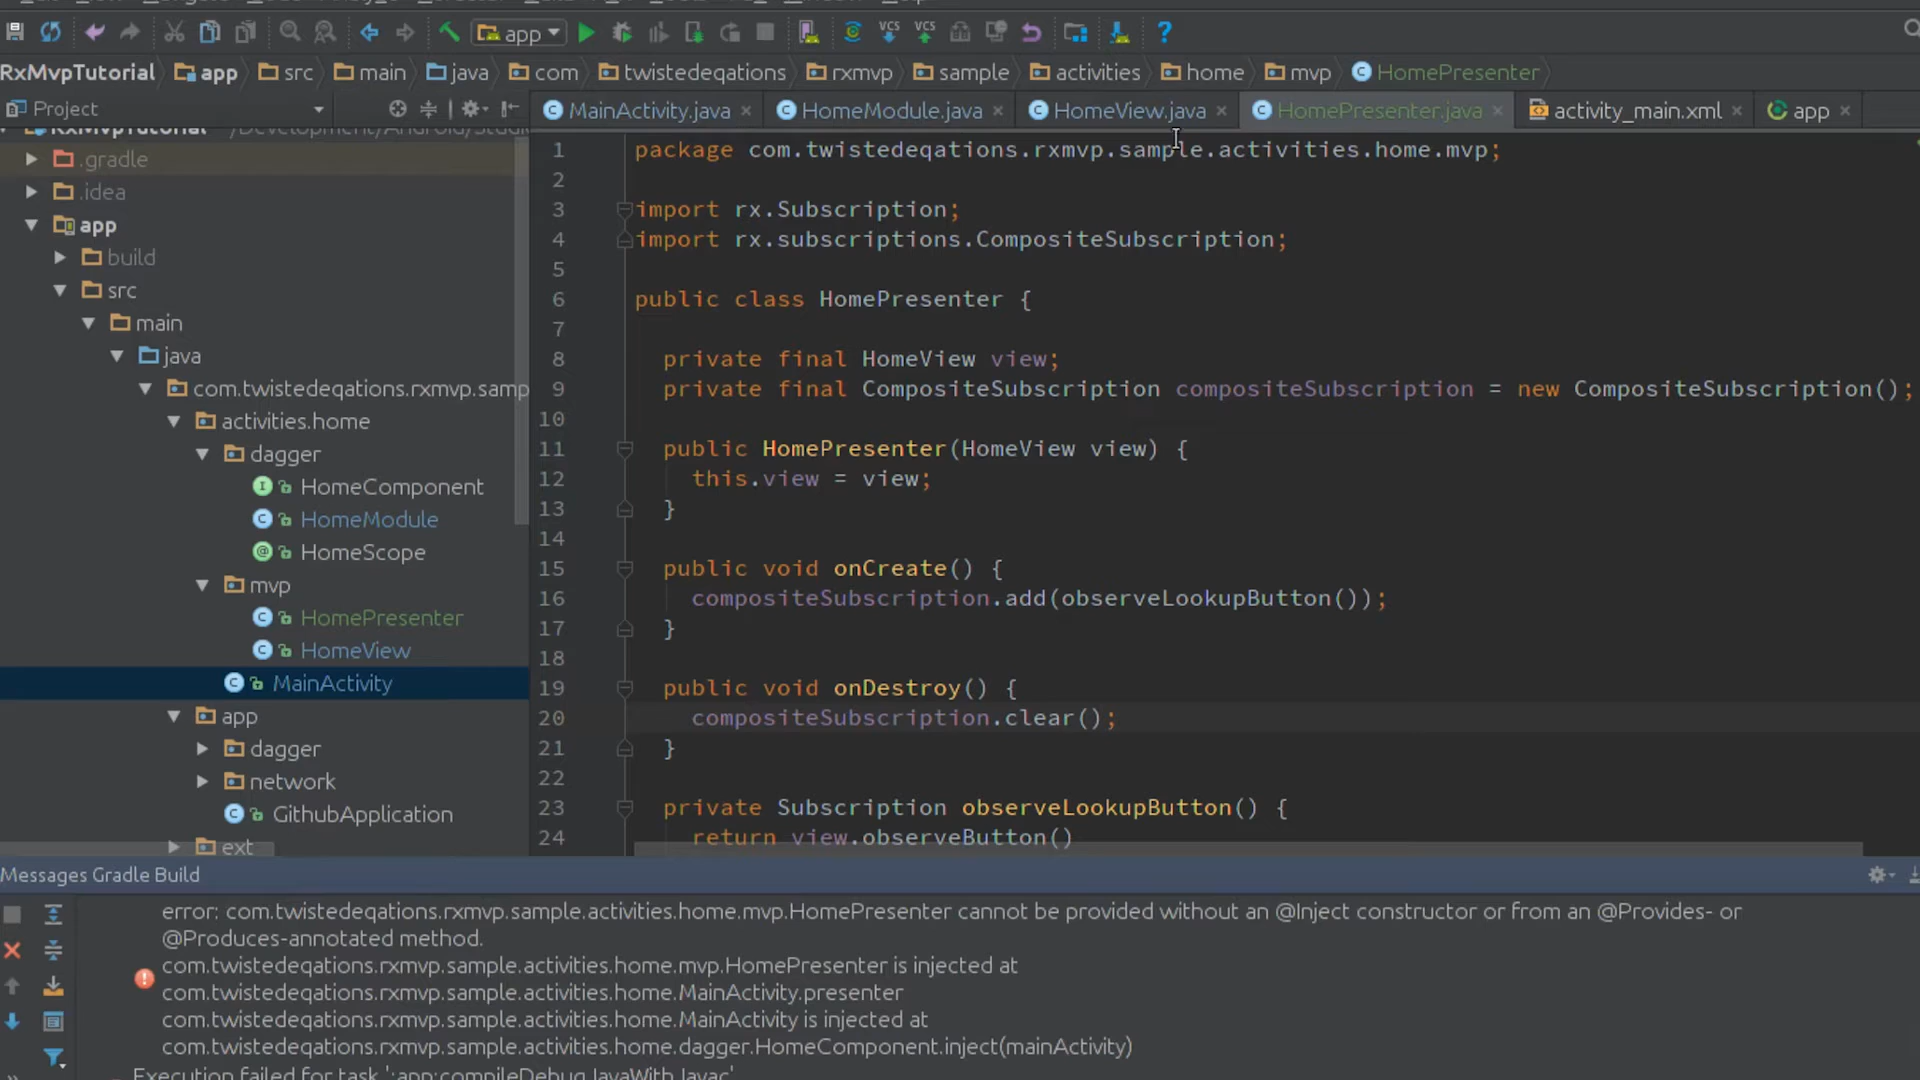 app
RxMvpTutorial app src main java com twistedeqations rxmvp sample activities home mvp HomePresenter
Project
MainActivity.java HomeModule.java HomeView.java HomePresenter.java activity_main.xml app
RxMvpTutorial
.gradle
.idea
app
build
src
main
java
com.twistedeqations.rxmvp.samp
activities.home
dagger
HomeComponent
HomeModule
HomeScope
mvp
HomePresenter
HomeView
MainActivity
app
dagger
network
GithubApplication
ext
1 package com.twistedeqations.rxmvp.sample.activities.home.mvp;
2
3 import rx.Subscription;
4 import rx.subscriptions.CompositeSubscription;
5
6 public class HomePresenter {
7
8 private final HomeView view;
9 private final CompositeSubscription compositeSubscription = new CompositeSubscription();
10
11 public HomePresenter(HomeView view) {
12 this.view = view;
13 }
14
15 public void onCreate() {
16 compositeSubscription.add(observeLookupButton());
17 }
18
19 public void onDestroy() {
20 compositeSubscription.clear();
21 }
22
23 private Subscription observeLookupButton() {
24 return view.observeButton()
Messages Gradle Build
error: com.twistedeqations.rxmvp.sample.activities.home.mvp.HomePresenter cannot be provided without an @Inject constructor or from an @Provides- or
@Produces-annotated method.
com.twistedeqations.rxmvp.sample.activities.home.mvp.HomePresenter is injected at
com.twistedeqations.rxmvp.sample.activities.home.MainActivity.presenter
com.twistedeqations.rxmvp.sample.activities.home.MainActivity is injected at
com.twistedeqations.rxmvp.sample.activities.home.dagger.HomeComponent.inject(mainActivity)
Execution failed for task ':app:compileDebugJavaWithJavac'